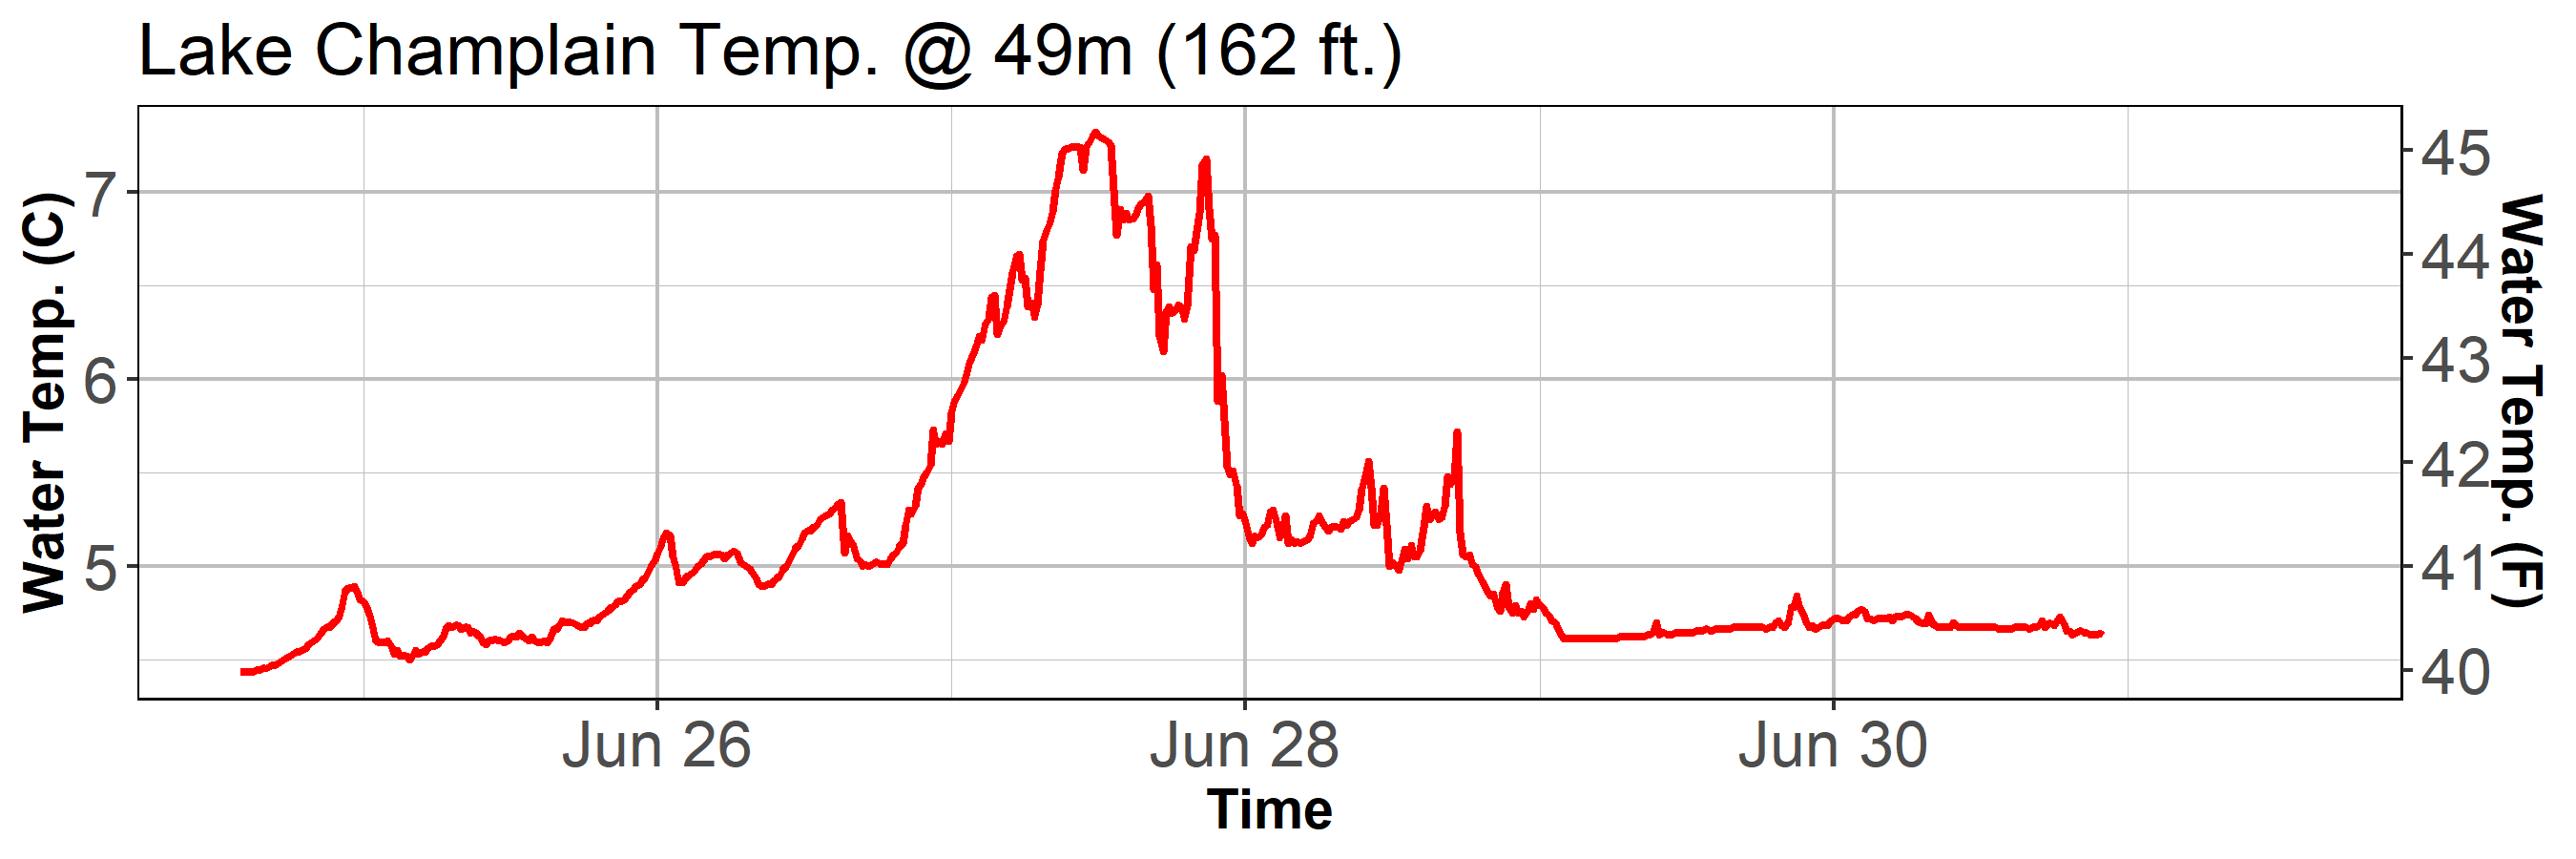 Lake Champlain Temp. @ 49m (162 ft.)
Water Temp. (C)
7
6
5
45
44
43
42
41
40
Water Temp. (F)
Jun 26
Jun 28
Jun 30
Time